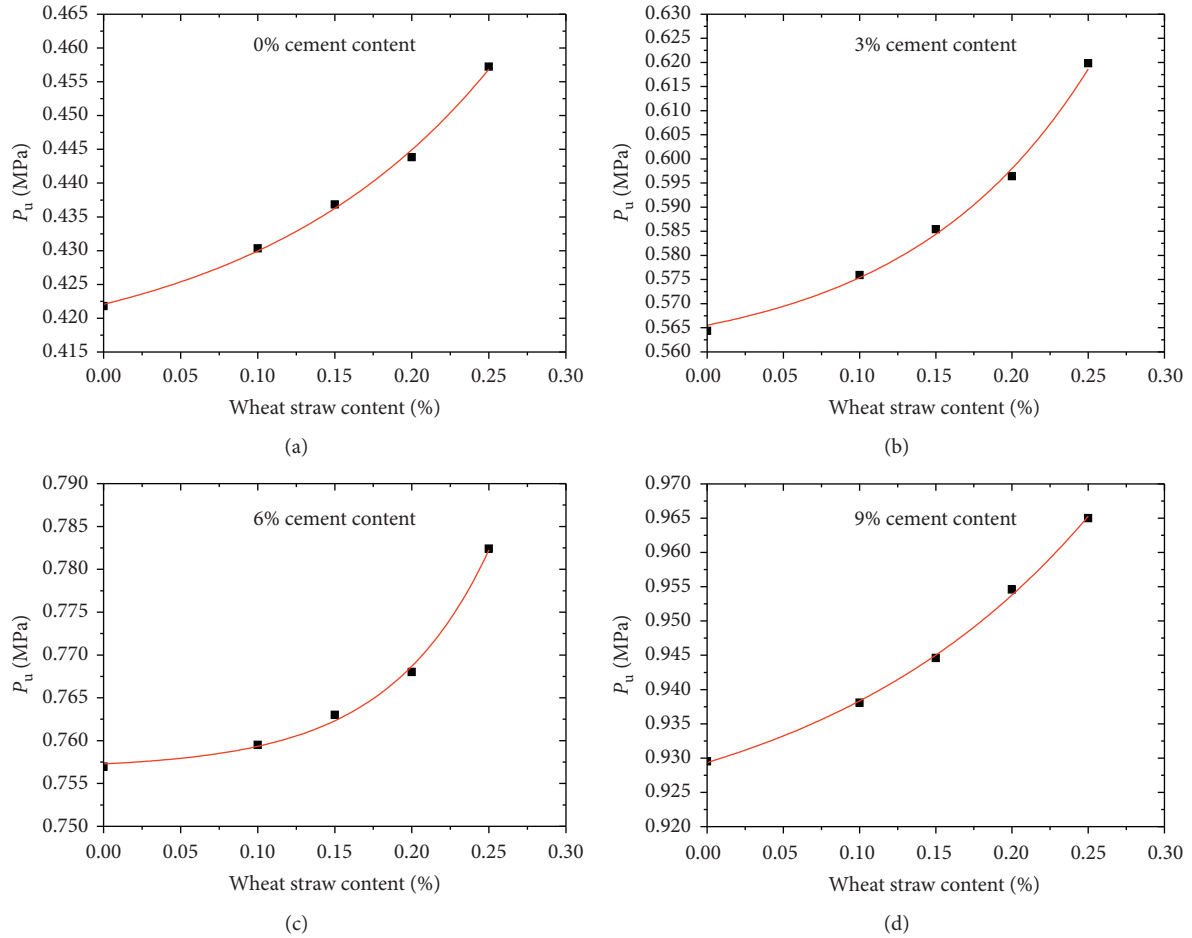 0.465
0.460
0.455
0.450
0.445
0.440
0.435
0.430
0.425
0.420
0.415
P_u (MPa)
0% cement content
0.00 0.05 0.10 0.15 0.20 0.25 0.30
Wheat straw content (%)
(a)
0.630
0.625
0.620
0.615
0.610
0.605
0.600
0.595
0.590
0.585
0.580
0.575
0.570
0.565
0.560
P_u (MPa)
3% cement content
0.00 0.05 0.10 0.15 0.20 0.25 0.30
Wheat straw content (%)
(b)
0.790
0.785
0.780
0.775
0.770
0.765
0.760
0.755
0.750
P_u (MPa)
6% cement content
0.00 0.05 0.10 0.15 0.20 0.25 0.30
Wheat straw content (%)
(c)
0.970
0.965
0.960
0.955
0.950
0.945
0.940
0.935
0.930
0.925
0.920
P_u (MPa)
9% cement content
0.00 0.05 0.10 0.15 0.20 0.25 0.30
Wheat straw content (%)
(d)